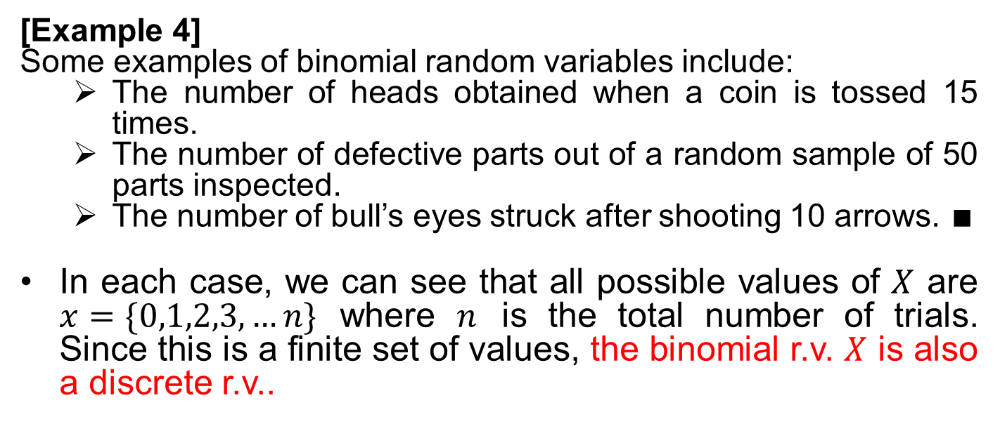 [Example 4]
Some examples of binomial random variables include:
➢ The number of heads obtained when a coin is tossed 15
times.
➢ The number of defective parts out of a random sample of 50
parts inspected.
➢ The number of bull’s eyes struck after shooting 10 arrows. ■
• In each case, we can see that all possible values of 𝑋 are
𝑥 = {0,1,2,3, … 𝑛} where 𝑛 is the total number of trials.
Since this is a finite set of values, the binomial r.v. 𝑋 is also
a discrete r.v..